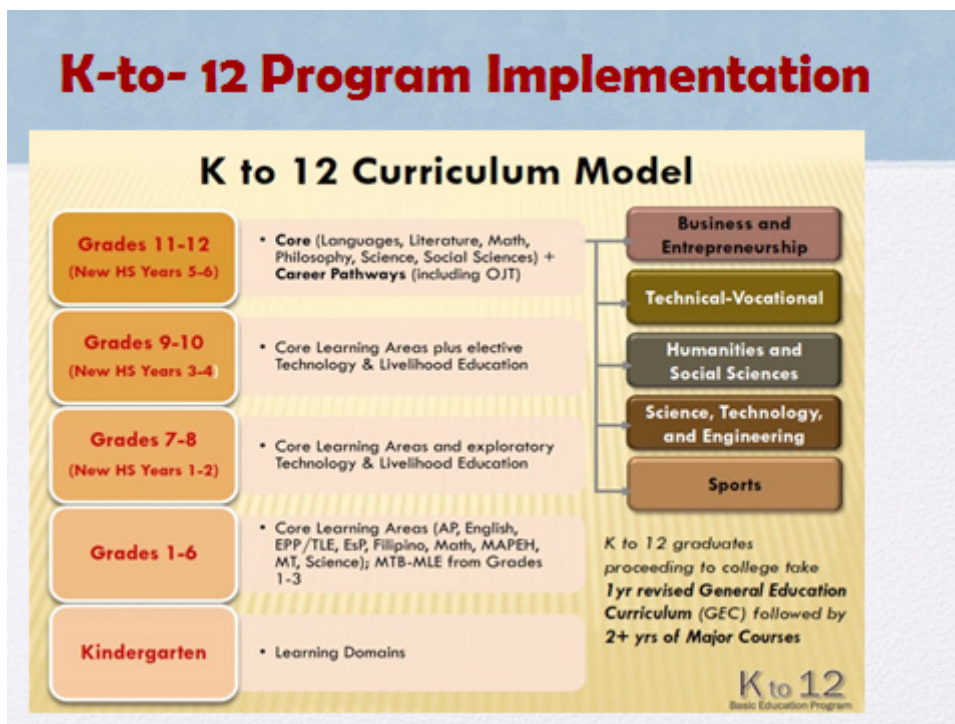 K-to- 12 Program Implementation
K to 12 Curriculum Model
Grades 11-12
(New HS Years 5-6)
• Core (Languages, Literature, Math,
Philosophy, Science, Social Sciences) +
Career Pathways (including OJT)
Business and
Entrepreneurship
Technical-Vocational
Humanities and
Social Sciences
Science, Technology,
and Engineering
Sports
Grades 9-10
(New HS Years 3-4)
• Core Learning Areas plus elective
Technology & Livelihood Education
Grades 7-8
(New HS Years 1-2)
• Core Learning Areas and exploratory
Technology & Livelihood Education
Grades 1-6
• Core Learning Areas (AP, English,
EPP/TLE, EsP, Filipino, Math, MAPEH,
MT, Science); MTB-MLE from Grades
1-3
Kindergarten
• Learning Domains
K to 12 graduates
proceeding to college take
1yr revised General Education
Curriculum (GEC) followed by
2+ yrs of Major Courses
K to 12
Basic Education Program